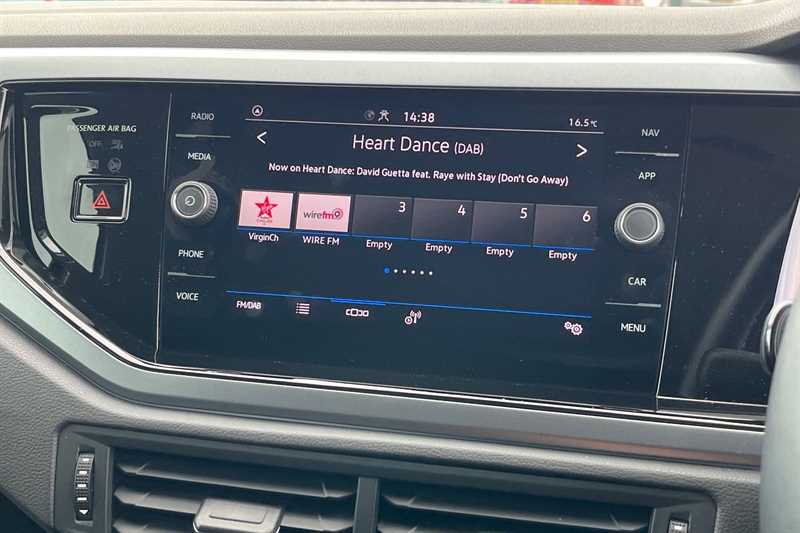 PASSENGER AIR BAG
OFF
RADIO
MEDIA
PHONE
VOICE
14:38
16.5°C
< Heart Dance (DAB) >
Now on Heart Dance: David Guetta feat. Raye with Stay (Don't Go Away)
wirefm
3
4
5
6
VirginCh
WIRE FM
Empty
Empty
Empty
Empty
FM/DAB
NAV
APP
CAR
MENU